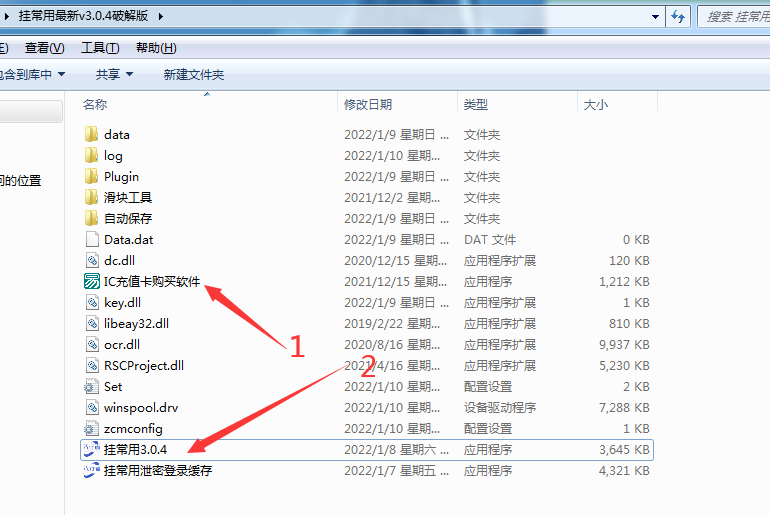 挂常用最新v3.0.4破解版
搜索 挂常用
查看(V) 工具(T) 帮助(H)
包含到库中 共享 新建文件夹
名称 修改日期 类型 大小
data 2022/1/9 星期日 ... 文件夹
log 2022/1/10 星期... 文件夹
Plugin 2022/1/9 星期日 ... 文件夹
滑块工具 2021/12/2 星期... 文件夹
自动保存 2022/1/9 星期日 ... 文件夹
Data.dat 2022/1/9 星期日 ... DAT 文件 0 KB
dc.dll 2020/12/15 星期... 应用程序扩展 120 KB
IC充值卡购买软件 2021/12/15 星期... 应用程序 1,212 KB
key.dll 2022/1/9 星期日 ... 应用程序扩展 1 KB
libeay32.dll 2019/2/22 星期... 应用程序扩展 810 KB
ocr.dll 2020/8/16 星期... 应用程序扩展 9,937 KB
RSCProject.dll 2021/4/16 星期... 应用程序扩展 5,230 KB
Set 2022/1/10 星期... 配置设置 2 KB
winspool.drv 2022/1/10 星期... 设备驱动程序 7,288 KB
zcmconfig 2022/1/10 星期... 配置设置 1 KB
挂常用3.0.4 2022/1/8 星期六 ... 应用程序 3,645 KB
挂常用泄密登录缓存 2022/1/7 星期五 ... 应用程序 4,321 KB
问的位置
1
2